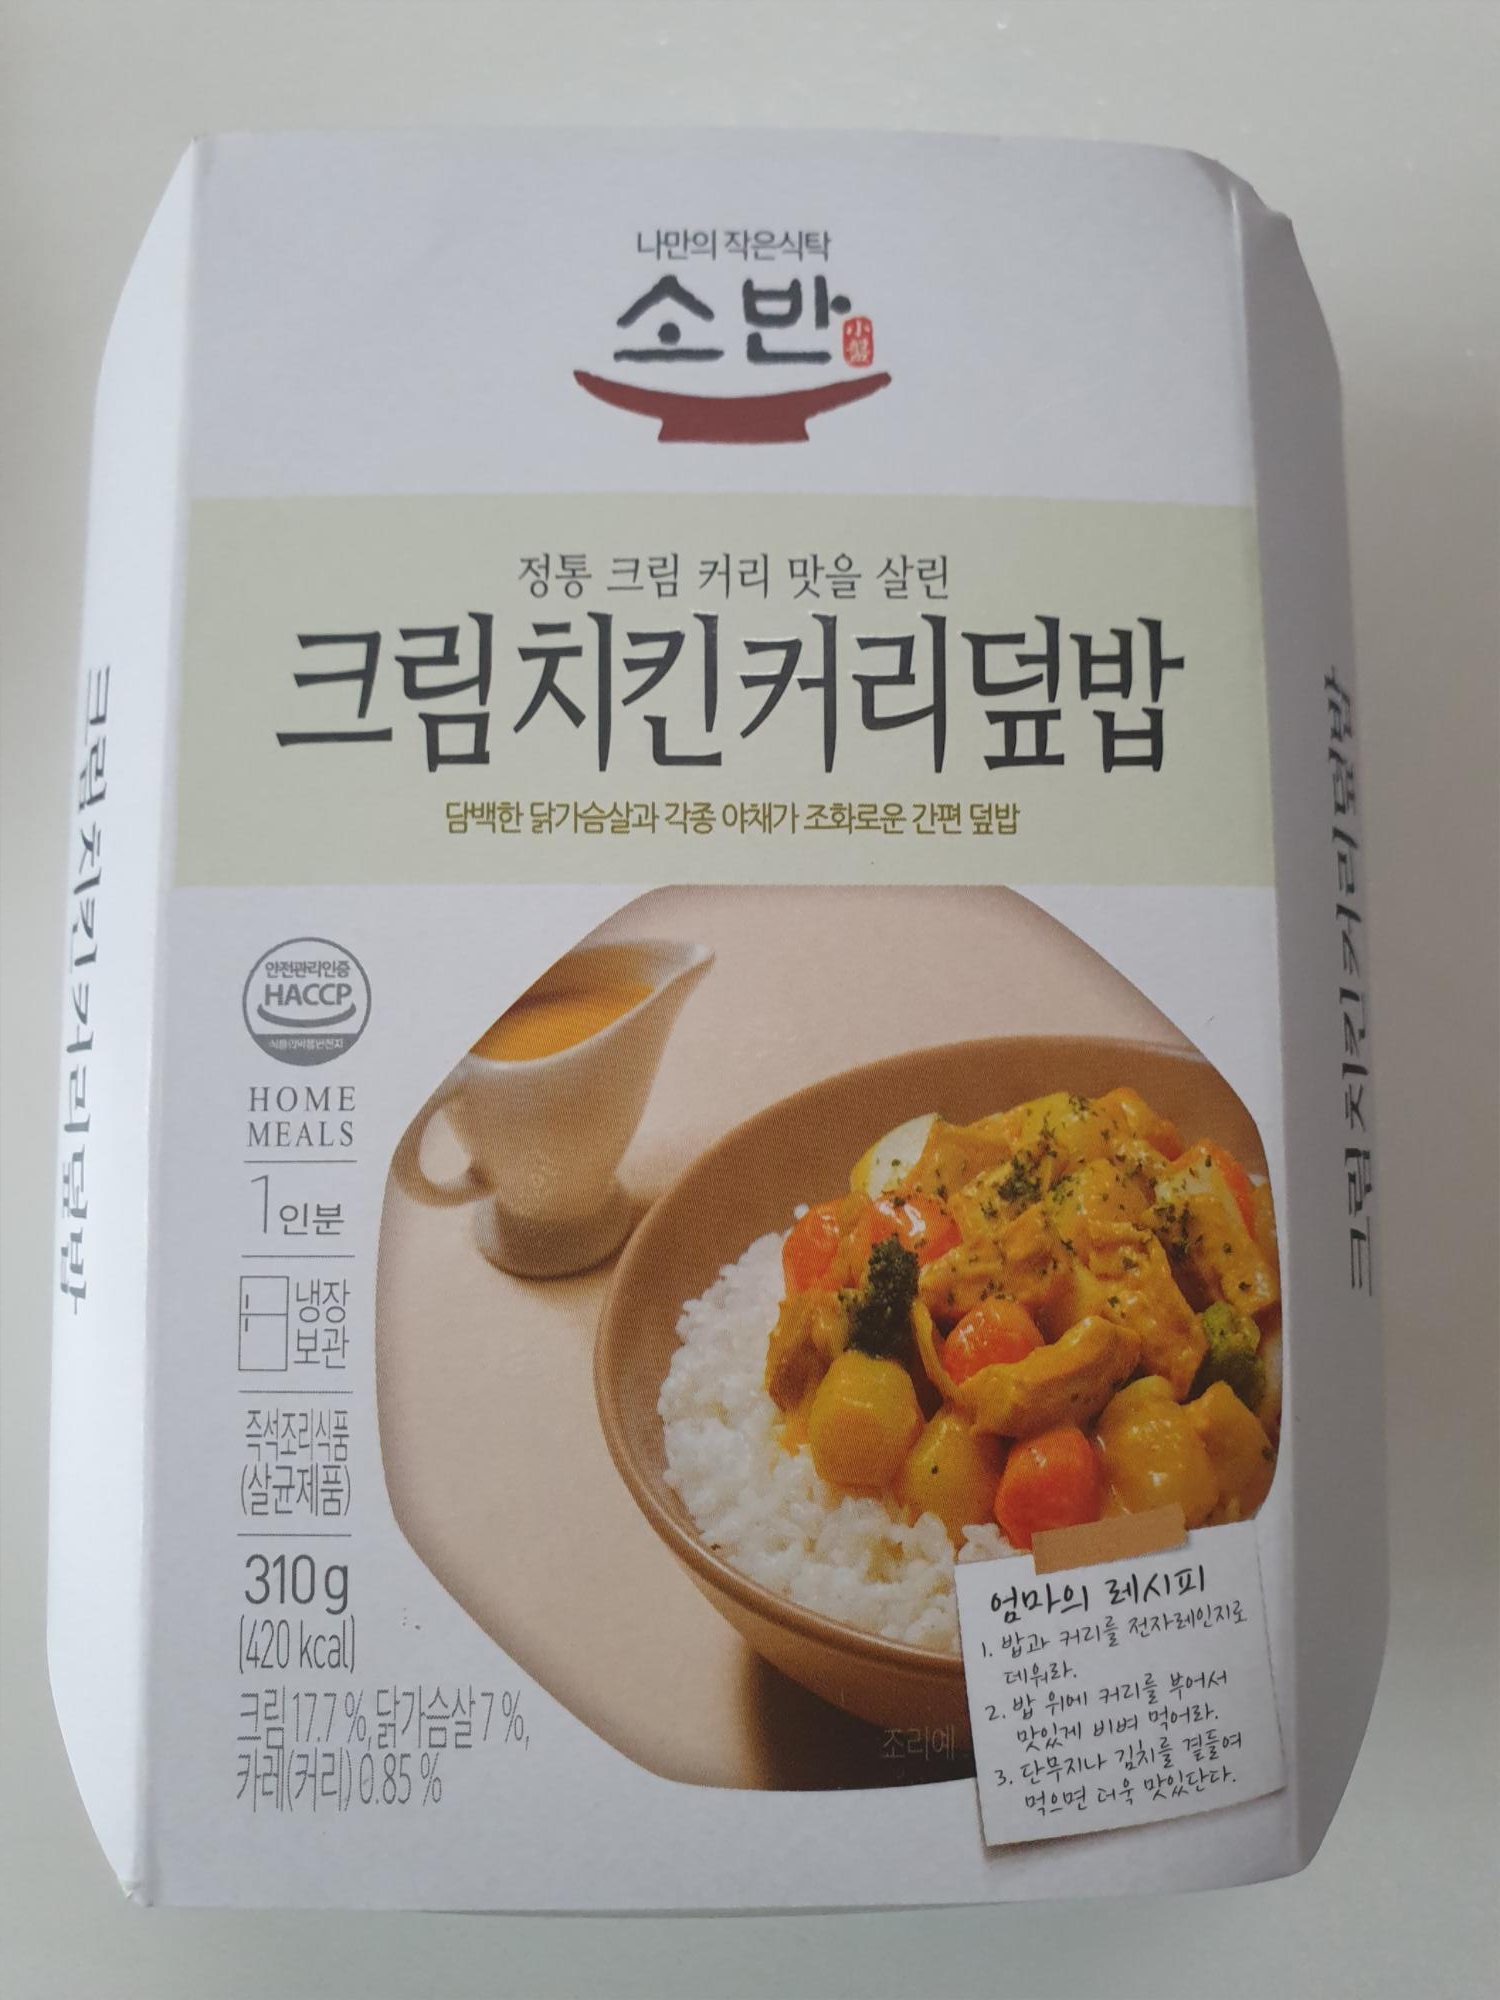 나만의 작은식탁
소반
小盤
정통 크림 커리 맛을 살린
크림치킨커리덮밥
담백한 닭가슴살과 각종 야채가 조화로운 간편 덮밥
안전관리인증
HACCP
식품의약품안전처
HOME
MEALS
1인분
냉장
보관
즉석조리식품
(살균제품)
310g
(420 kcal)
크림 17.7 %, 닭가슴살 7 %,
카레(커리) 0.85 %
조리예
엄마의 레시피
1. 밥과 커리를 전자레인지로
데워라.
2. 밥 위에 커리를 부어서
맛있게 비벼 먹어라.
3. 단무지나 김치를 곁들여
먹으면 더욱 맛있단다.
크림치킨커리덮밥
크림치킨커리덮밥